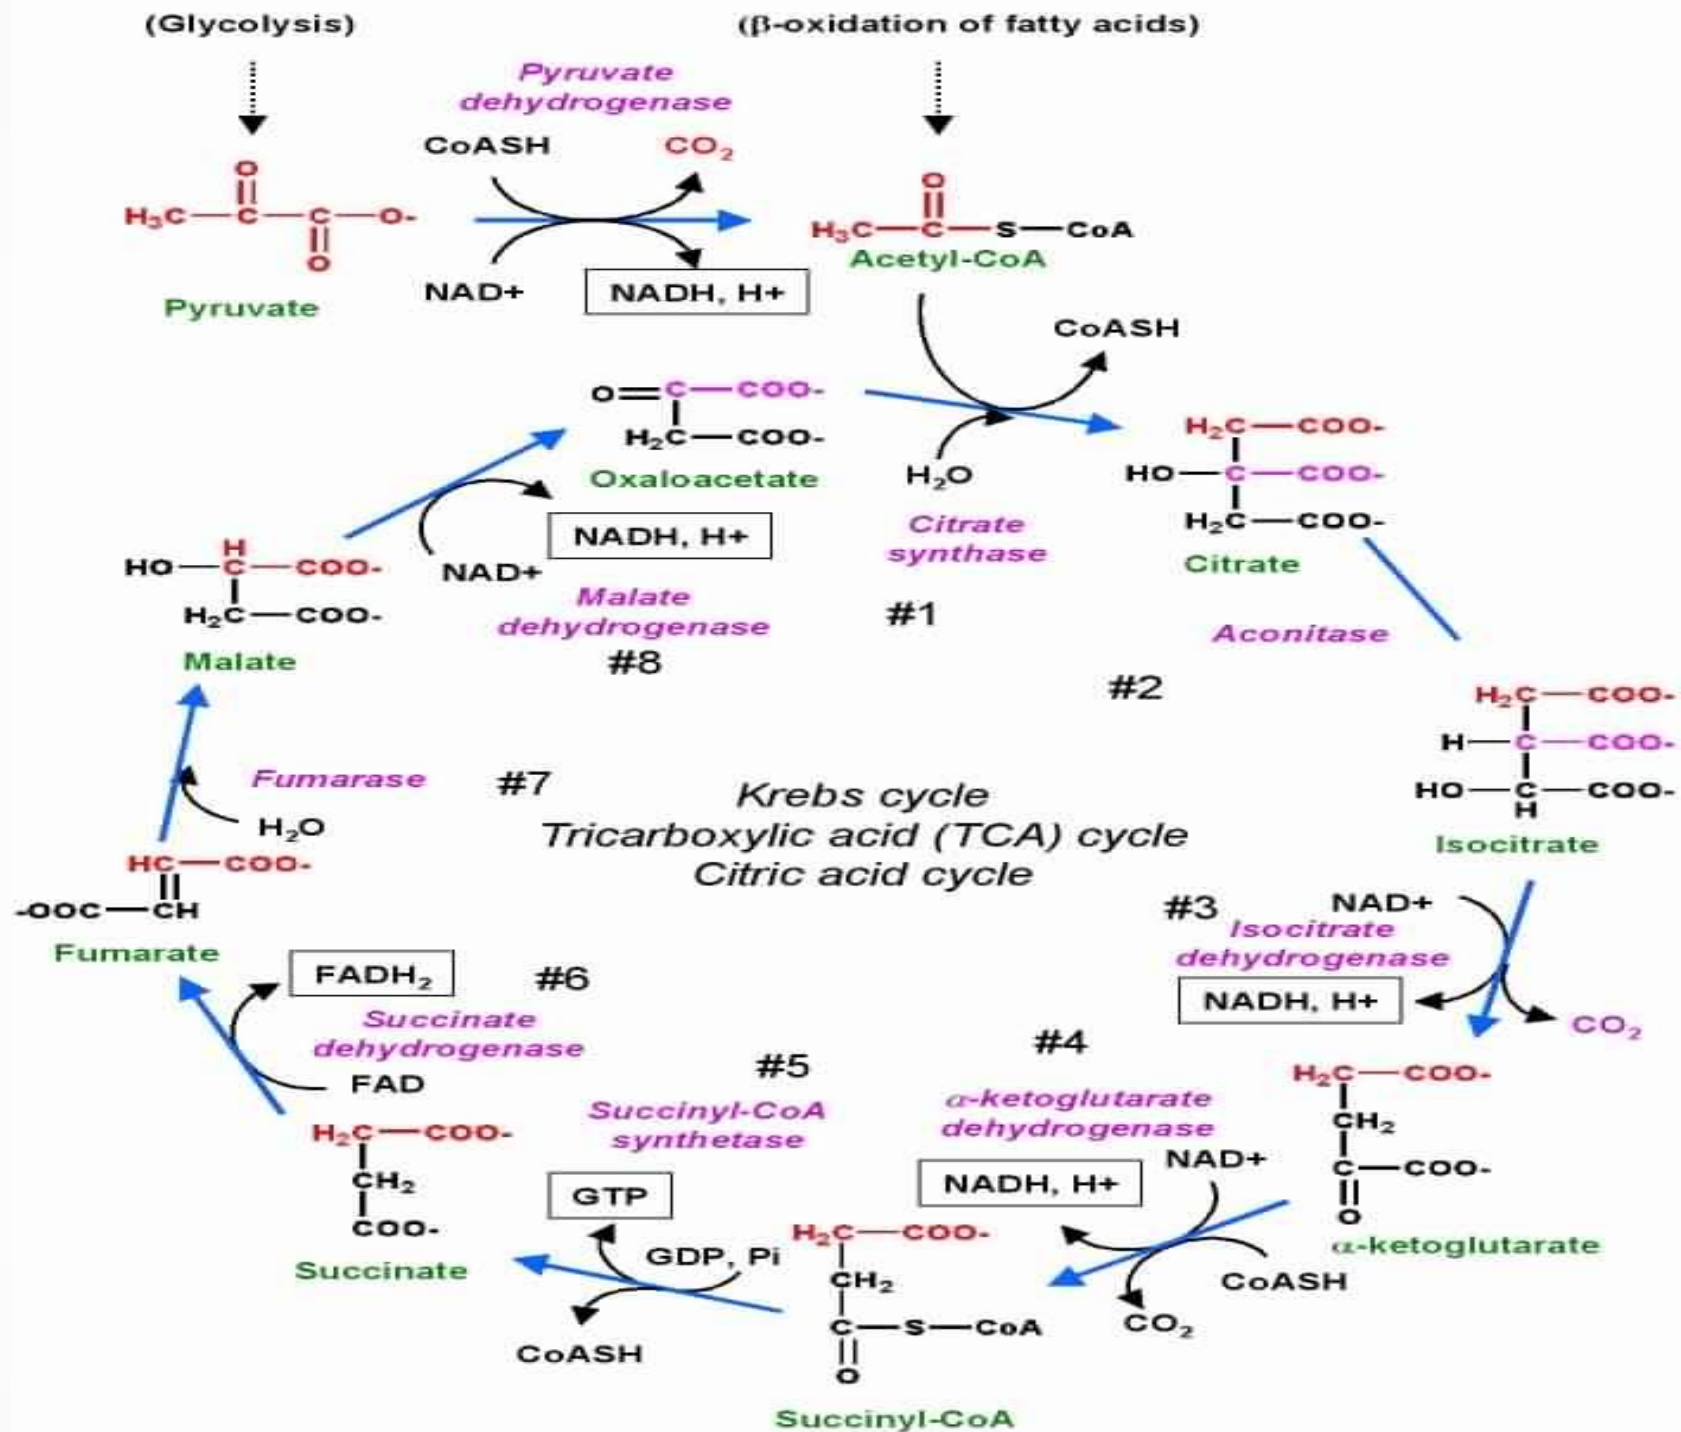 (Glycolysis)
(β-oxidation of fatty acids)
Pyruvate
dehydrogenase
CoASH
CO₂
O
H₃C—C—C—O-
O
Pyruvate
NAD+
NADH, H+
O
H₃C—C—S—CoA
Acetyl-CoA
CoASH
O=C—COO-
H₂C—COO-
Oxaloacetate
H₂O
Citrate
synthase
#1
H₂C—COO-
HO—C—COO-
H₂C—COO-
Citrate
Aconitase
#2
H₂C—COO-
H—C—COO-
HO—C—COO-
H
Isocitrate
#3
NAD+
Isocitrate
dehydrogenase
NADH, H+
CO₂
H₂C—COO-
CH₂
C—COO-
O
α-ketoglutarate
#4
α-ketoglutarate
dehydrogenase
NAD+
NADH, H+
CoASH
CO₂
H₂C—COO-
CH₂
C—S—CoA
O
Succinyl-CoA
#5
Succinyl-CoA
synthetase
GTP
GDP, Pi
CoASH
H₂C—COO-
CH₂
COO-
Succinate
#6
FADH₂
Succinate
dehydrogenase
FAD
HC—COO-
-OOC—CH
Fumarate
#7
Fumarase
H₂O
H
HO—C—COO-
H₂C—COO-
Malate
NAD+
NADH, H+
Malate
dehydrogenase
#8
Krebs cycle
Tricarboxylic acid (TCA) cycle
Citric acid cycle